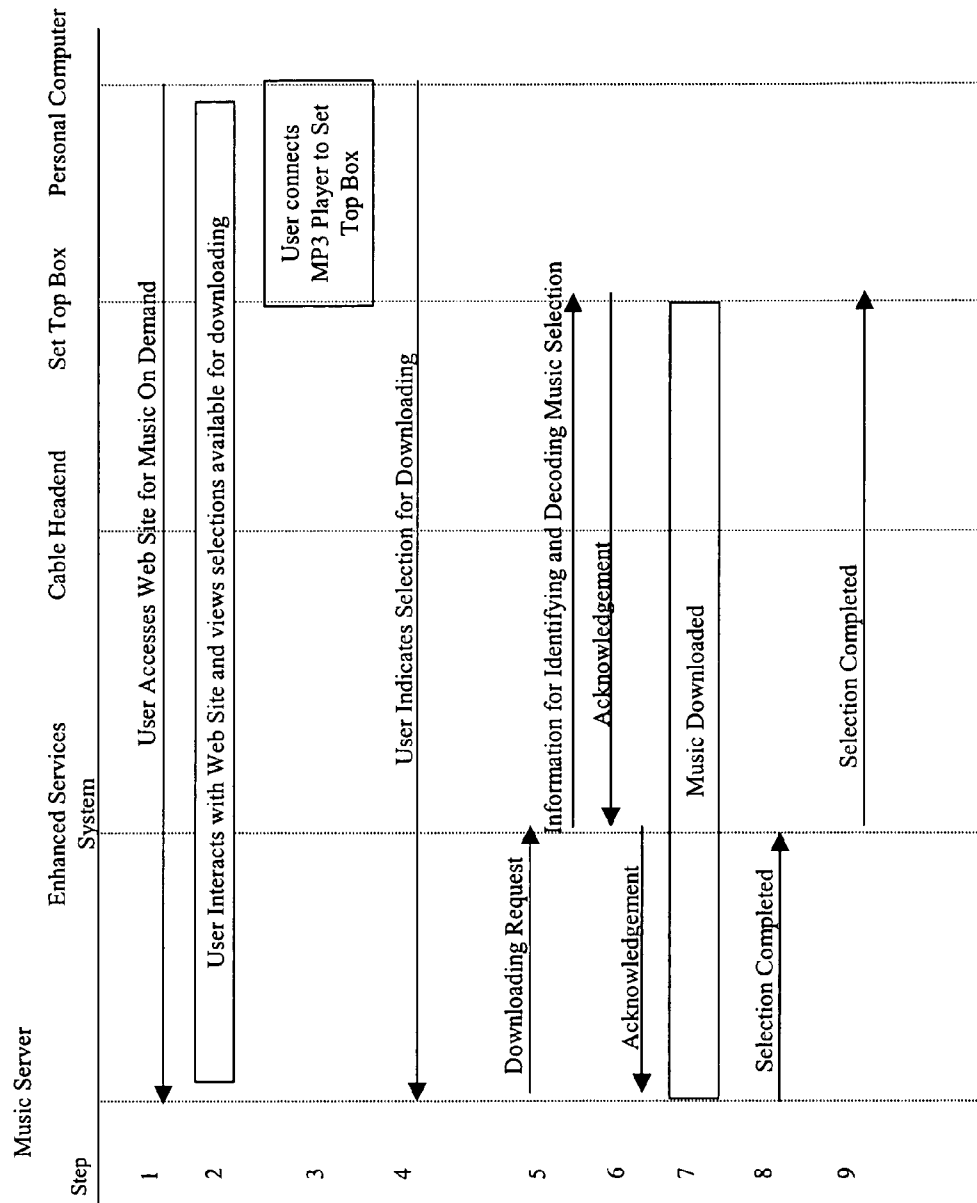 Music Server
Enhanced Services
System
Cable Headend
Set Top Box
Personal Computer
Step
1
User Accesses Web Site for Music On Demand
2
User Interacts with Web Site and views selections available for downloading
3
User connects
MP3 Player to Set
Top Box
4
User Indicates Selection for Downloading
5
Downloading Request
Information for Identifying and Decoding Music Selection
6
Acknowledgement
Acknowledgement
7
Music Downloaded
8
Selection Completed
9
Selection Completed